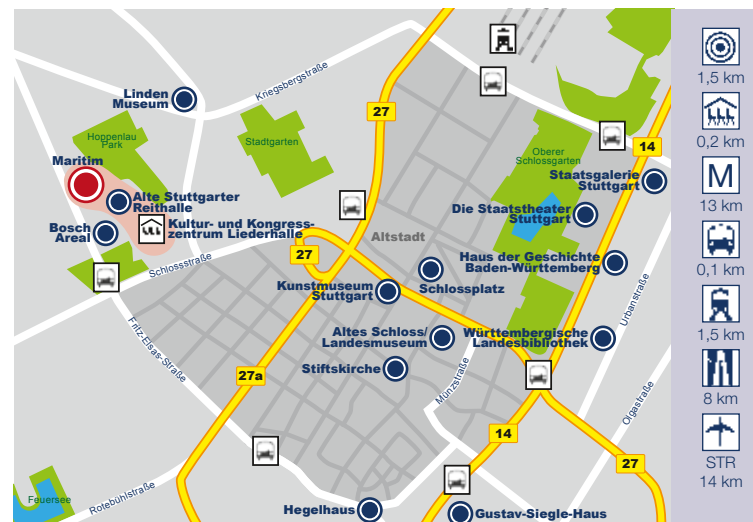 Kriegsbergstraße
Linden
Museum
27
14
Hoppenlau
Park
Stadtgarten
Oberer
Schlossgarten
Maritim
Staatsgalerie
Stuttgart
Alte Stuttgarter
Reithalle
Die Staatstheater
Stuttgart
Kultur- und Kongress-
zentrum Liederhalle
Bosch
Areal
Altstadt
27
Schlossstraße
Haus der Geschichte
Baden-Württemberg
Kunstmuseum
Stuttgart
Schlossplatz
Urbanstraße
Altes Schloss/
Landesmuseum
Württembergische
Landesbibliothek
Fritz-Elsas-Straße
Stiftskirche
Münzstraße
27a
Olgastraße
14
27
Feuersee
Rotebühlstraße
Hegelhaus
Gustav-Siegle-Haus
1,5 km
0,2 km
M
13 km
0,1 km
1,5 km
8 km
STR
14 km